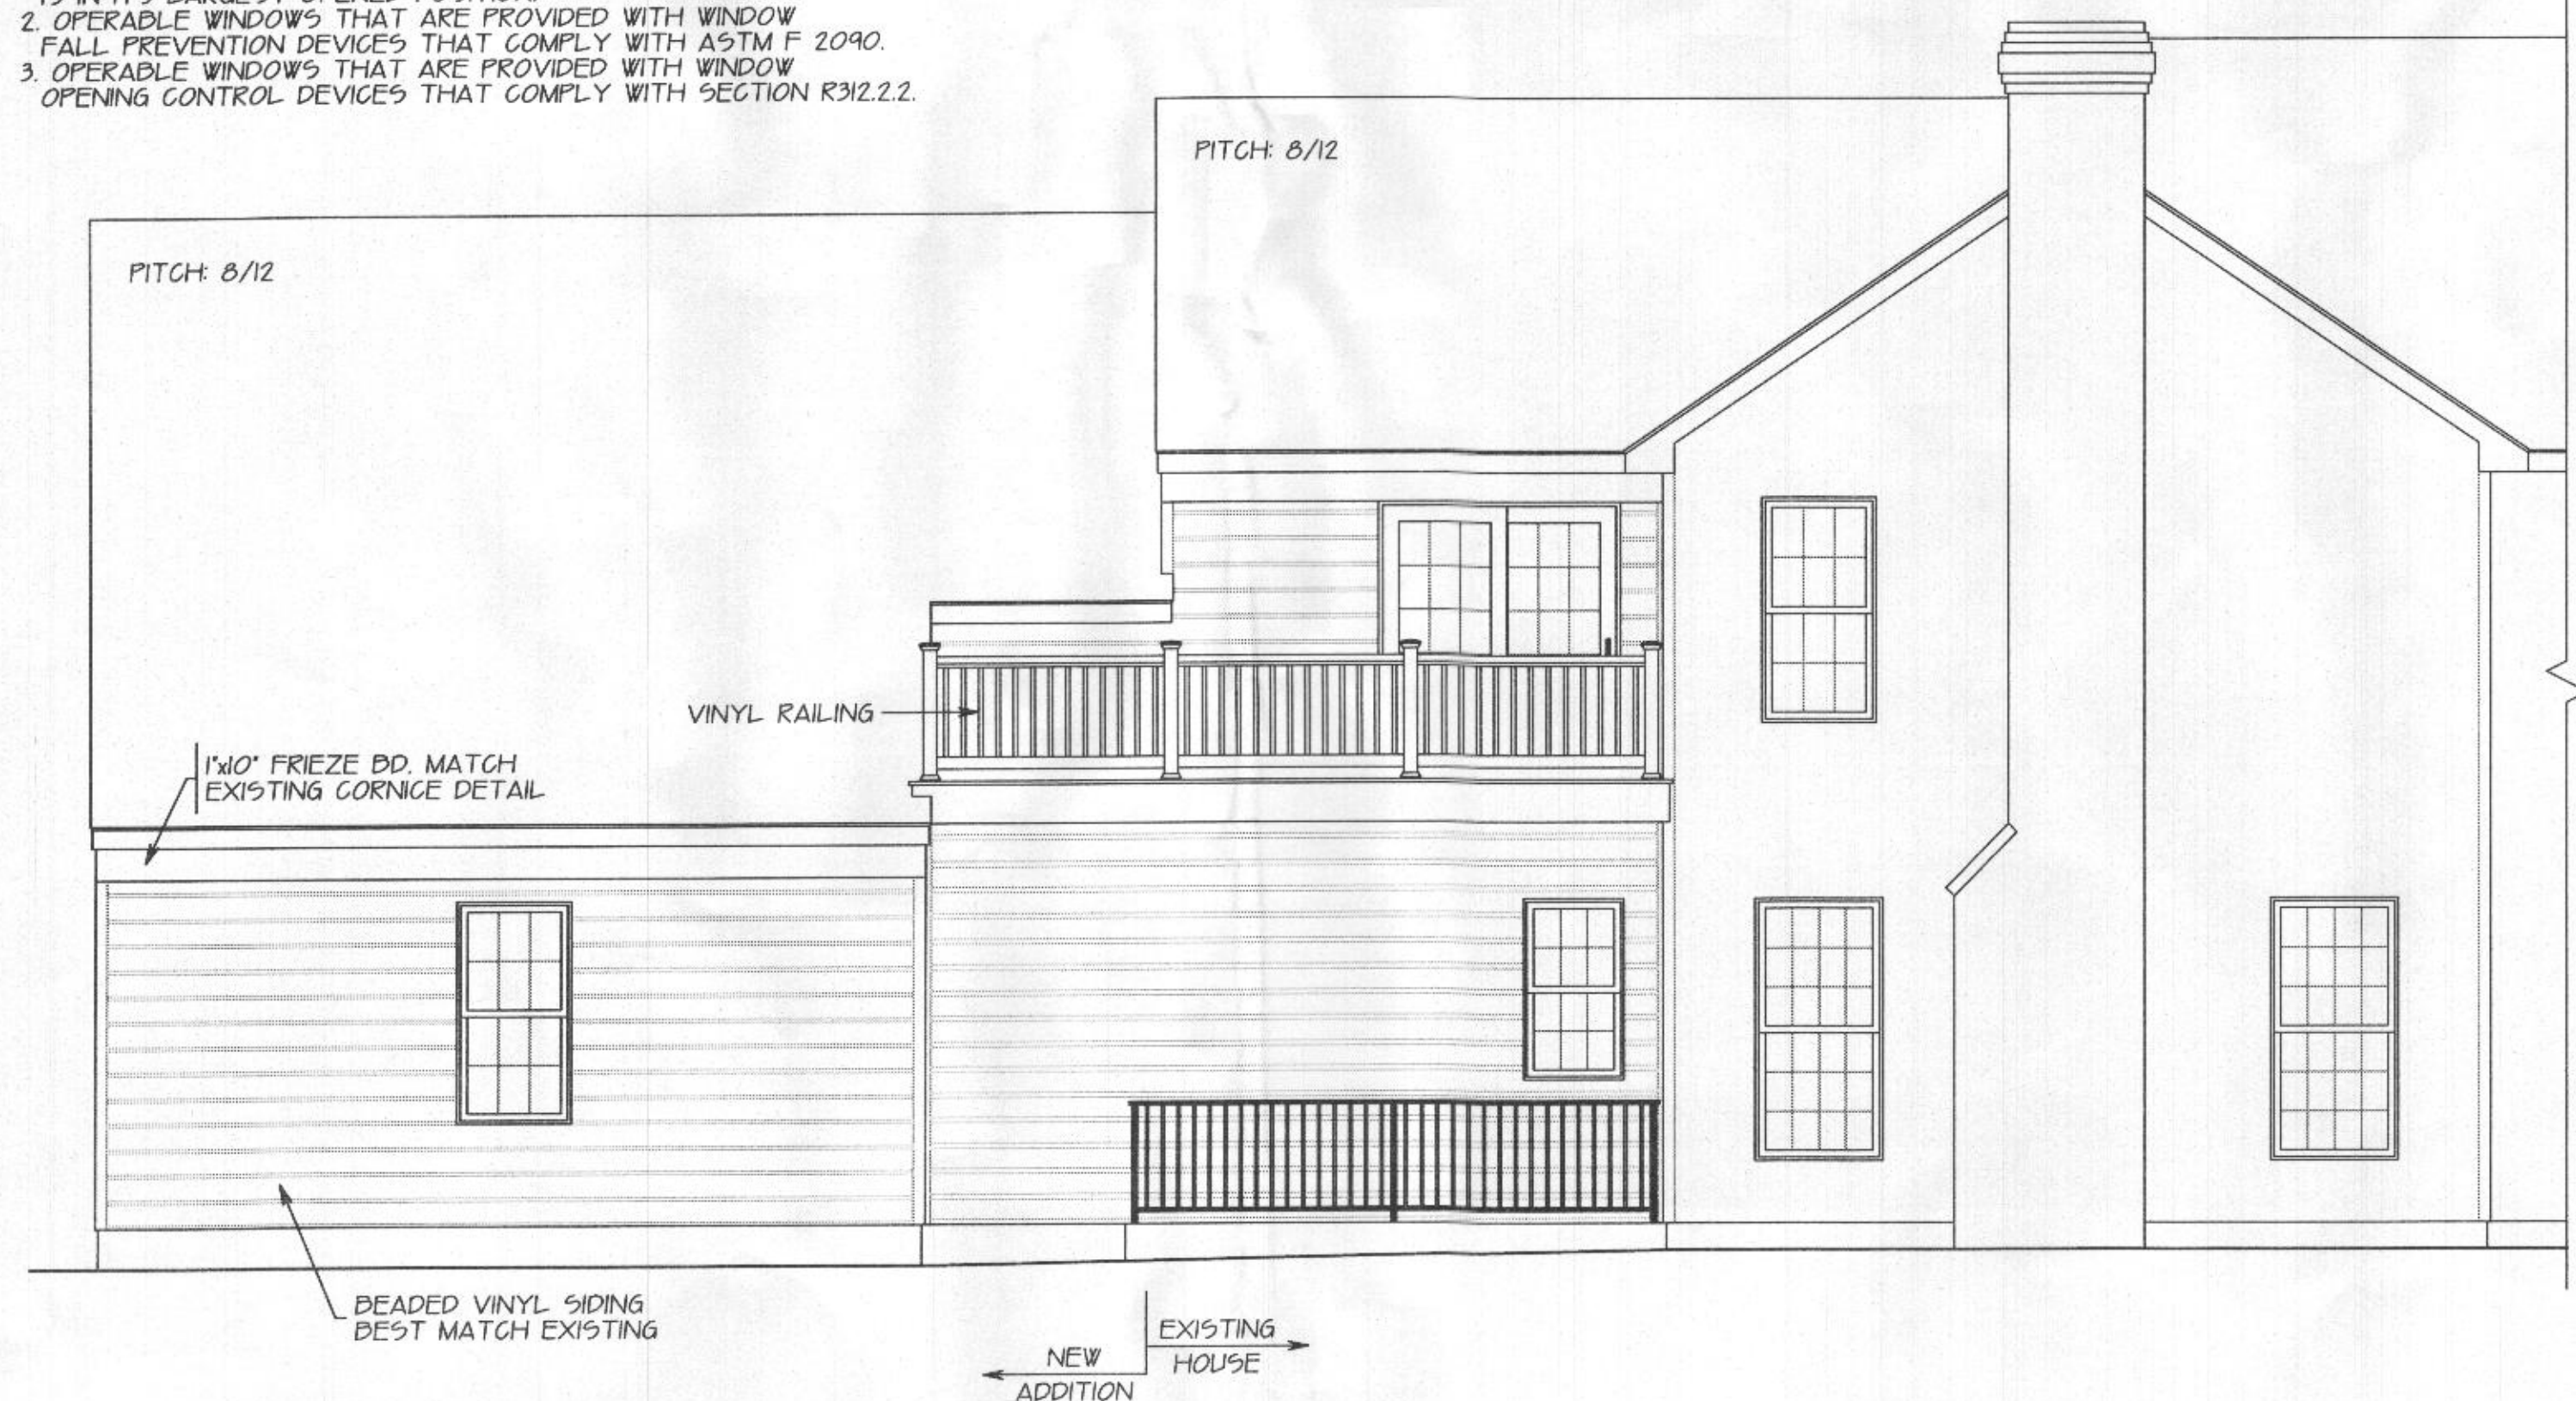 2. OPERABLE WINDOWS THAT ARE PROVIDED WITH WINDOW
FALL PREVENTION DEVICES THAT COMPLY WITH ASTM F 2090.
3. OPERABLE WINDOWS THAT ARE PROVIDED WITH WINDOW
OPENING CONTROL DEVICES THAT COMPLY WITH SECTION R312.2.2.
PITCH: 8/12
PITCH: 8/12
VINYL RAILING
1"x10" FRIEZE BD. MATCH
EXISTING CORNICE DETAIL
BEADED VINYL SIDING
BEST MATCH EXISTING
EXISTING
HOUSE
NEW
ADDITION